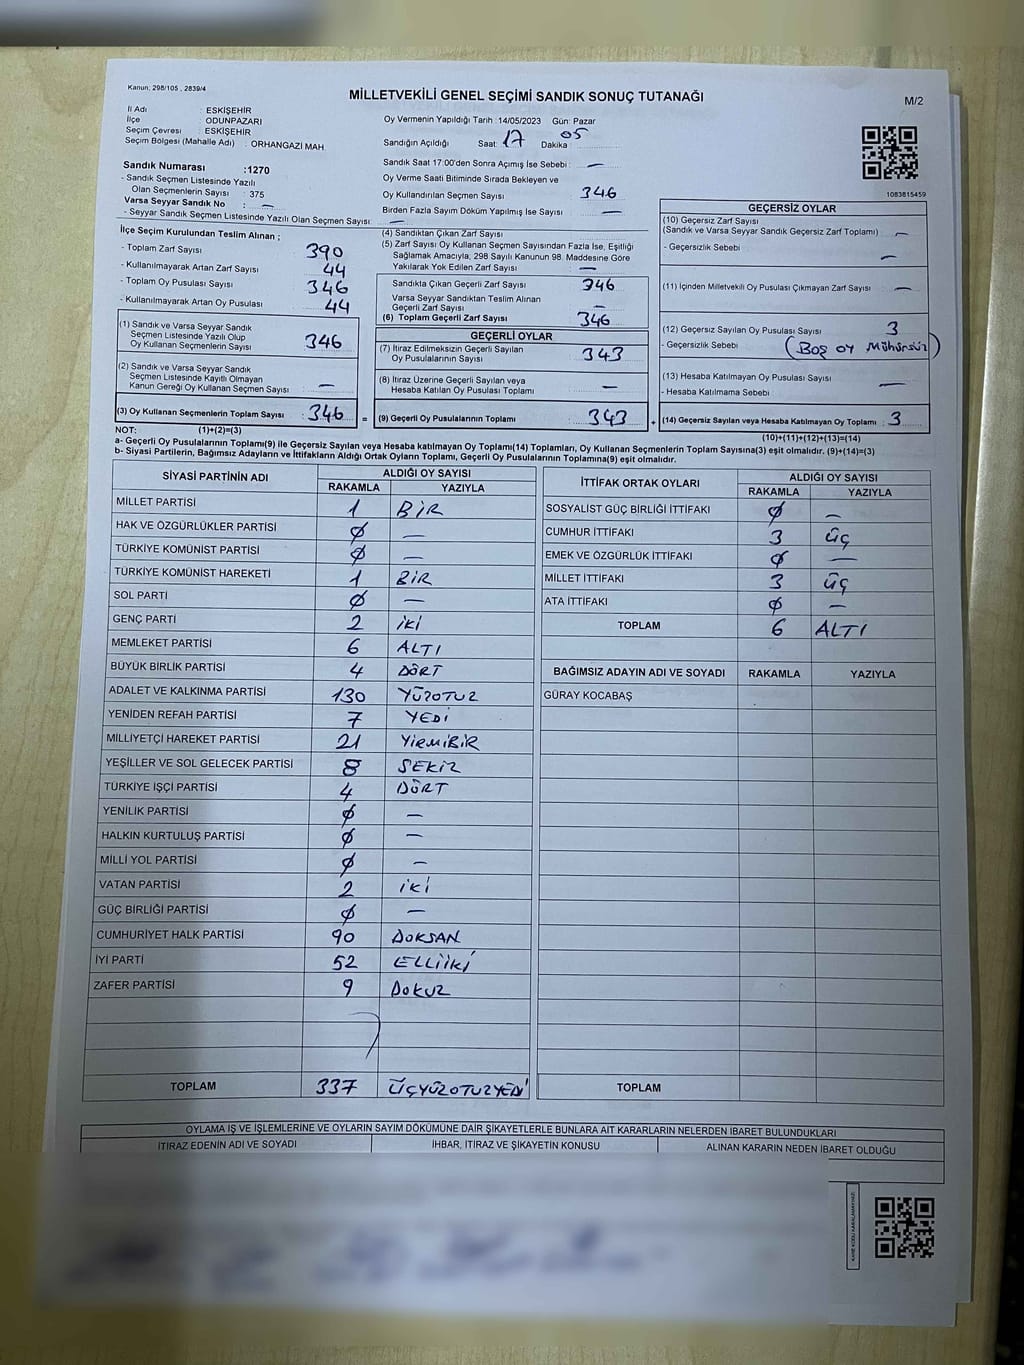 Kanun; 298/105 , 2839/4
MİLLETVEKİLİ GENEL SEÇİMİ SANDIK SONUÇ TUTANAĞI
M/2
İl Adı : ESKİŞEHİR
İlçe : ODUNPAZARI
Seçim Çevresi : ESKİŞEHİR
Seçim Bölgesi (Mahalle Adı) : ORHANGAZI MAH
Oy Vermenin Yapıldığı Tarih :14/05/2023 Gün: Pazar
Sandığın Açıldığı Saat: 17 Dakika: 05
Sandık Saat 17:00'den Sonra Açımış İse Sebebi : —
Oy Verme Saati Bitiminde Sırada Bekleyen ve
Oy Kullandırılan Seçmen Sayısı : 346
Birden Fazla Sayım Döküm Yapılmış İse Sayısı : —
Sandık Numarası :1270
- Sandık Seçmen Listesinde Yazılı
Olan Seçmenlerin Sayısı : 375
Varsa Seyyar Sandık No : —
- Seyyar Sandık Seçmen Listesinde Yazılı Olan Seçmen Sayısı: —
1083815459
İlçe Seçim Kurulundan Teslim Alınan ;
- Toplam Zarf Sayısı : 390
- Kullanılmayarak Artan Zarf Sayısı : 44
- Toplam Oy Pusulası Sayısı : 346
- Kullanılmayarak Artan Oy Pusulası : 44
(1) Sandık ve Varsa Seyyar Sandık
Seçmen Listesinde Yazılı Olup
Oy Kullanan Seçmenlerin Sayısı : 346
(2) Sandık ve Varsa Seyyar Sandık
Seçmen Listesinde Kayıtlı Olmayan
Kanun Gereği Oy Kullanan Seçmen Sayısı : —
(3) Oy Kullanan Seçmenlerin Toplam Sayısı : 346 =
(4) Sandıktan Çıkan Zarf Sayısı :
(5) Zarf Sayısı Oy Kullanan Seçmen Sayısından Fazla İse, Eşitliği
Sağlamak Amacıyla, 298 Sayılı Kanunun 98. Maddesine Göre
Yakılarak Yok Edilen Zarf Sayısı : —
Sandıkta Çıkan Geçerli Zarf Sayısı : 346
Varsa Seyyar Sandıktan Teslim Alınan
Geçerli Zarf Sayısı : —
(6) Toplam Geçerli Zarf Sayısı : 346
GEÇERLİ OYLAR
(7) İtiraz Edilmeksizin Geçerli Sayılan
Oy Pusulalarının Sayısı : 343
(8) İtiraz Üzerine Geçerli Sayılan veya
Hesaba Katılan Oy Pusulası Toplamı : —
(9) Geçerli Oy Pusulalarının Toplamı : 343 +
GEÇERSİZ OYLAR
(10) Geçersiz Zarf Sayısı
(Sandık ve Varsa Seyyar Sandık Geçersiz Zarf Toplamı) : —
- Geçersizlik Sebebi : —
(11) İçinden Milletvekili Oy Pusulası Çıkmayan Zarf Sayısı : —
(12) Geçersiz Sayılan Oy Pusulası Sayısı : 3
- Geçersizlik Sebebi : (Boş oy Mühürsüz)
(13) Hesaba Katılmayan Oy Pusulası Sayısı : —
- Hesaba Katılmama Sebebi :
(14) Geçersiz Sayılan veya Hesaba Katılmayan Oy Toplamı : 3
NOT: (1)+(2)=(3)
(10)+(11)+(12)+(13)=(14)
a- Geçerli Oy Pusulalarının Toplamı(9) ile Geçersiz Sayılan veya Hesaba katılmayan Oy Toplamı(14) Toplamları, Oy Kullanan Seçmenlerin Toplam Sayısına(3) eşit olmalıdır. (9)+(14)=(3)
b- Siyasi Partilerin, Bağımsız Adayların ve İttifakların Aldığı Ortak Oyların Toplamı, Geçerli Oy Pusulalarının Toplamına(9) eşit olmalıdır.
SİYASİ PARTİNİN ADI ALDIĞI OY SAYISI
RAKAMLA YAZIYLA
MİLLET PARTİSİ 1 BİR
HAK VE ÖZGÜRLÜKLER PARTİSİ Ø —
TÜRKİYE KOMÜNİST PARTİSİ Ø —
TÜRKİYE KOMÜNİST HAREKETİ 1 BİR
SOL PARTİ Ø —
GENÇ PARTİ 2 İKİ
MEMLEKET PARTİSİ 6 ALTI
BÜYÜK BİRLİK PARTİSİ 4 DÖRT
ADALET VE KALKINMA PARTİSİ 130 YÜZOTUZ
YENİDEN REFAH PARTİSİ 7 YEDİ
MİLLİYETÇİ HAREKET PARTİSİ 21 YİRMİBİR
YEŞİLLER VE SOL GELECEK PARTİSİ 8 SEKİZ
TÜRKİYE İŞÇİ PARTİSİ 4 DÖRT
YENİLİK PARTİSİ Ø —
HALKIN KURTULUŞ PARTİSİ Ø —
MİLLİ YOL PARTİSİ Ø —
VATAN PARTİSİ 2 İKİ
GÜÇ BİRLİĞİ PARTİSİ Ø —
CUMHURİYET HALK PARTİSİ 90 DOKSAN
İYİ PARTİ 52 ELLİİKİ
ZAFER PARTİSİ 9 DOKUZ
TOPLAM 337 ÜÇYÜZOTUZYEDİ
İTTİFAK ORTAK OYLARI ALDIĞI OY SAYISI
RAKAMLA YAZIYLA
SOSYALIST GÜÇ BİRLİĞİ İTTİFAKI Ø —
CUMHUR İTTİFAKI 3 ÜÇ
EMEK VE ÖZGÜRLÜK İTTİFAKI Ø —
MİLLET İTTİFAKI 3 ÜÇ
ATA İTTİFAKI Ø —
TOPLAM 6 ALTI
BAĞIMSIZ ADAYIN ADI VE SOYADI RAKAMLA YAZIYLA
GÜRAY KOCABAŞ
TOPLAM
OYLAMA İŞ VE İŞLEMLERİNE VE OYLARIN SAYIM DÖKÜMÜNE DAİR ŞİKAYETLERLE BUNLARA AİT KARARLARIN NELERDEN İBARET BULUNDUKLARI
İTİRAZ EDENİN ADI VE SOYADI İHBAR, İTİRAZ VE ŞİKAYETİN KONUSU ALINAN KARARIN NEDEN İBARET OLDUĞU